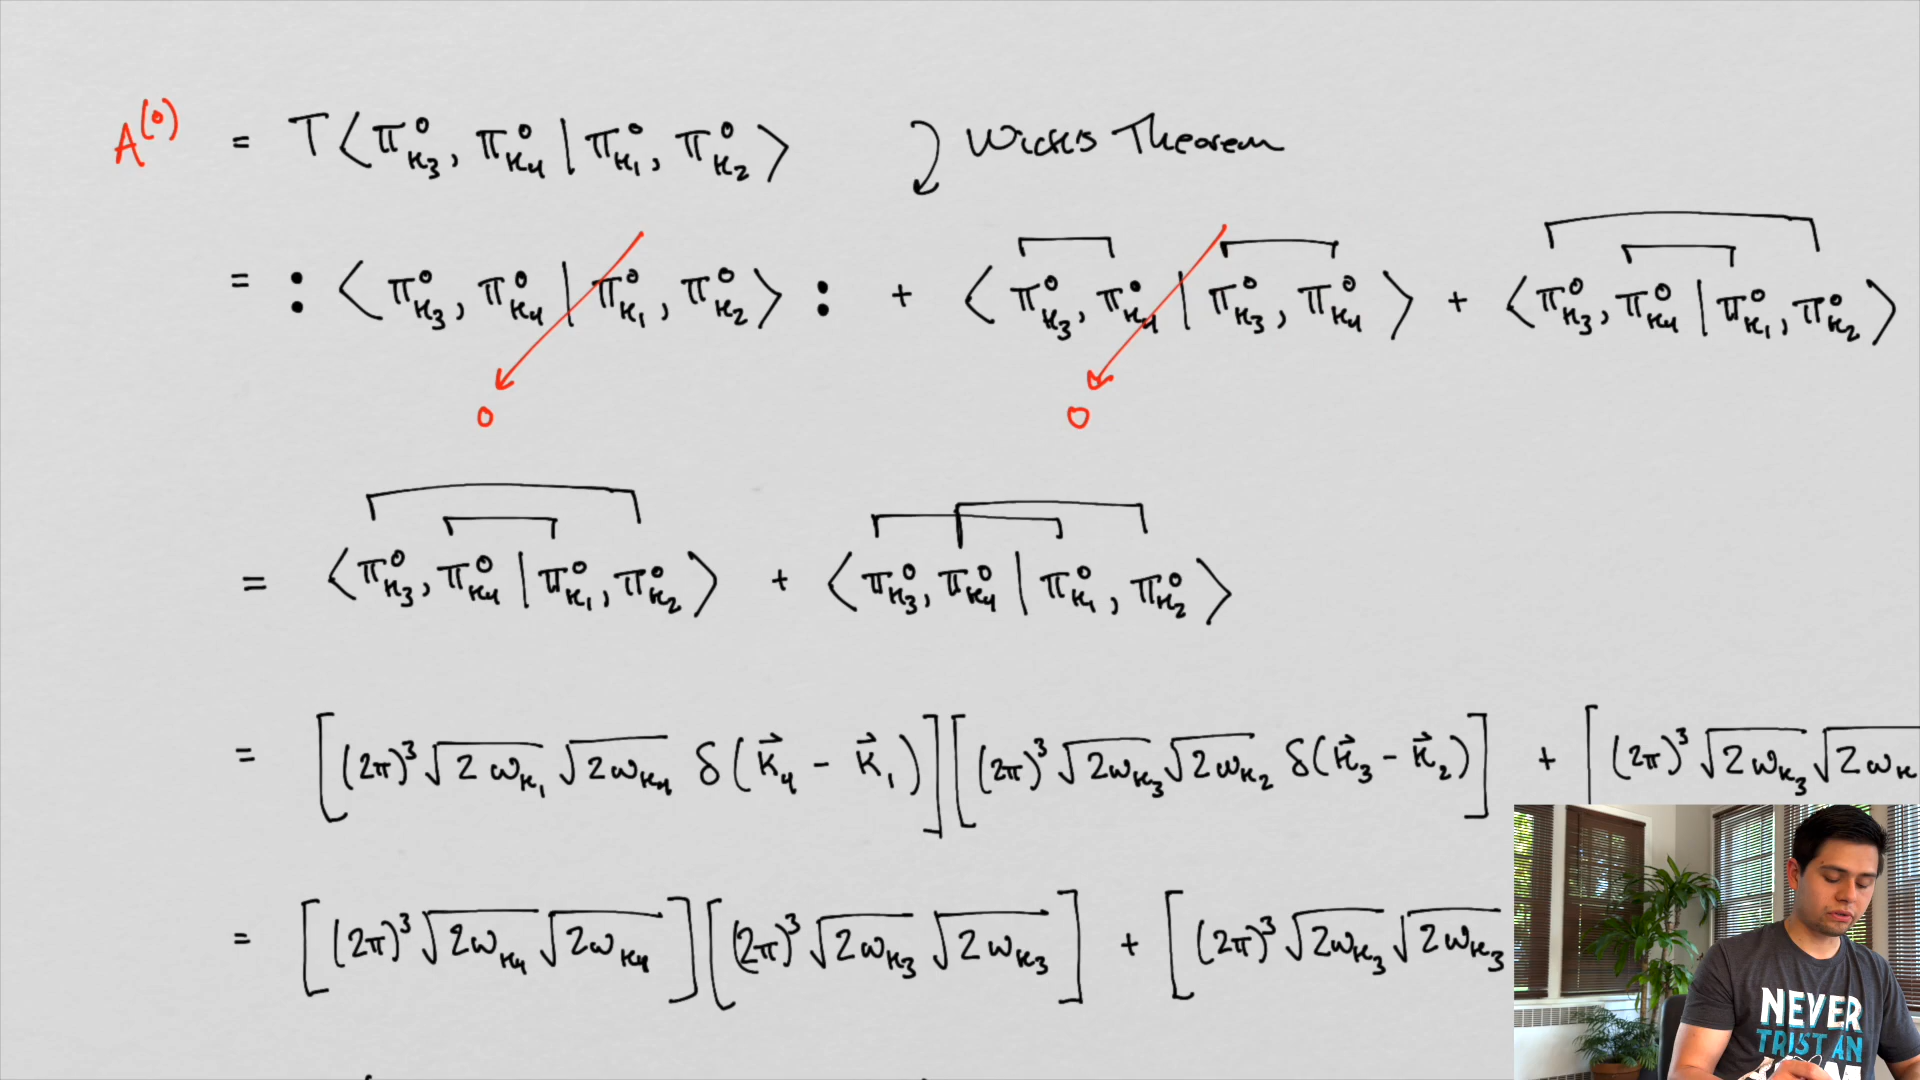 A^(0) = T⟨π⁰_k₃, π⁰_k₄ | π⁰_k₁, π⁰_k₂⟩ Wick's Theorem
= : ⟨π⁰_k₃, π⁰_k₄ | π⁰_k₁, π⁰_k₂⟩ : + ⟨π⁰_k₃, π⁰_k₄ | π⁰_k₃, π⁰_k₄⟩ + ⟨π⁰_k₃, π⁰_k₄ | π⁰_k₁, π⁰_k₂⟩
0 0
= ⟨π⁰_k₃, π⁰_k₄ | π⁰_k₁, π⁰_k₂⟩ + ⟨π⁰_k₃, π⁰_k₄ | π⁰_k₁, π⁰_k₂⟩
= [(2π)³ √2ω_k₁ √2ω_k₄ δ(k⃗₄ - k⃗₁)] [(2π)³ √2ω_k₃ √2ω_k₂ δ(k⃗₃ - k⃗₂)] + [(2π)³ √2ω_k₃ √2ω_k
= [(2π)³ √2ω_k₄ √2ω_k₄] [(2π)³ √2ω_k₃ √2ω_k₃] + [(2π)³ √2ω_k₃ √2ω_k₃
NEVER
TRUST AN